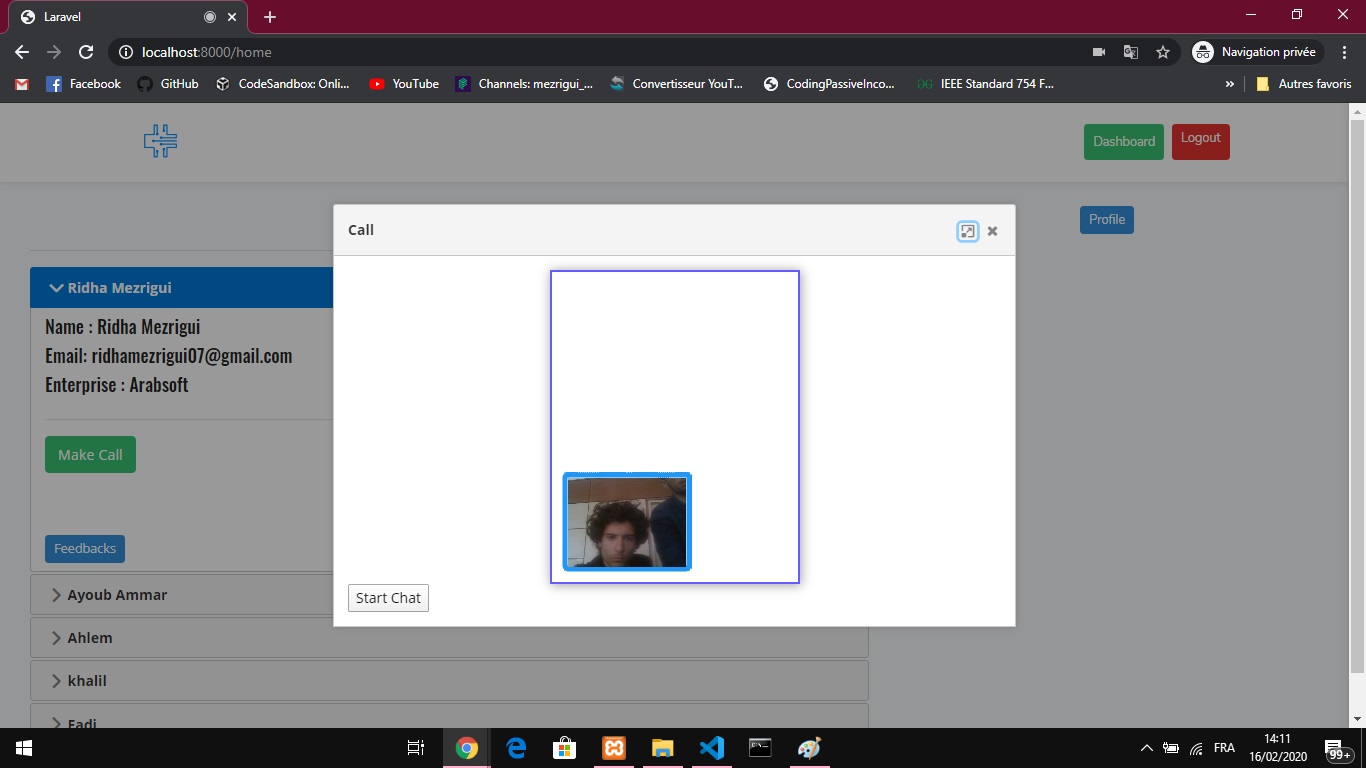 Laravel
localhost:8000/home
Navigation privée
Facebook
GitHub
CodeSandbox: Onli...
YouTube
Channels: mezrigui_...
Convertisseur YouT...
CodingPassiveInco...
IEEE Standard 754 F...
»
Autres favoris
Dashboard
Logout
Profile
Call
Ridha Mezrigui
Name : Ridha Mezrigui
Email: ridhamezrigui07@gmail.com
Enterprise : Arabsoft
Make Call
Feedbacks
Start Chat
Ayoub Ammar
Ahlem
khalil
Fadi
FRA
14:11
16/02/2020
99+